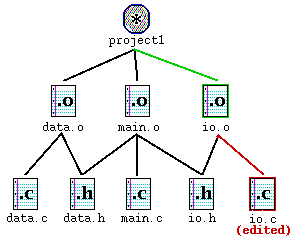 *
project1
.o .o .o
data.o main.o io.o
.c .h .c .h .c
data.c data.h main.c io.h io.c
(edited)